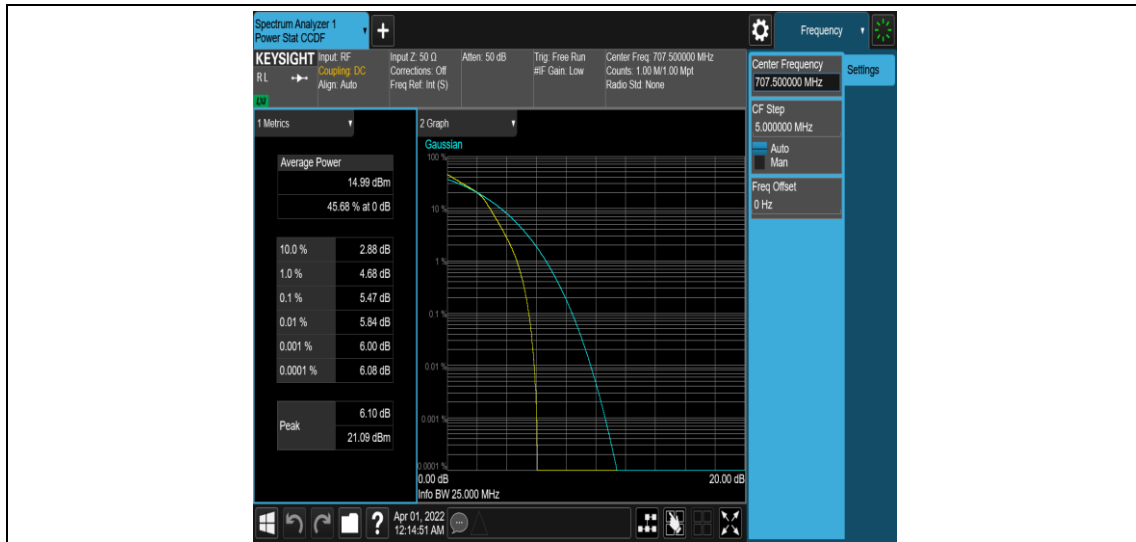 Spectrum Analyzer 1
Power Stat CCDF
+
Frequency
KEYSIGHT
RL
LXI
Input: RF
Coupling: DC
Align: Auto
Input Z: 50 Ω
Corrections: Off
Freq Ref: Int (S)
Atten: 50 dB
Trig: Free Run
#IF Gain: Low
Center Freq: 707.500000 MHz
Counts: 1.00 M/1.00 Mpt
Radio Std: None
Center Frequency
707.500000 MHz
Settings
CF Step
5.000000 MHz
Auto
Man
Freq Offset
0 Hz
1 Metrics
Average Power
14.99 dBm
45.68 % at 0 dB
10.0 % 2.88 dB
1.0 % 4.68 dB
0.1 % 5.47 dB
0.01 % 5.84 dB
0.001 % 6.00 dB
0.0001 % 6.08 dB
Peak
6.10 dB
21.09 dBm
2 Graph
Gaussian
100 %
10 %
1 %
0.1 %
0.01 %
0.001 %
0.0001 %
0.00 dB 20.00 dB
Info BW 25.000 MHz
?
Apr 01, 2022
12:14:51 AM